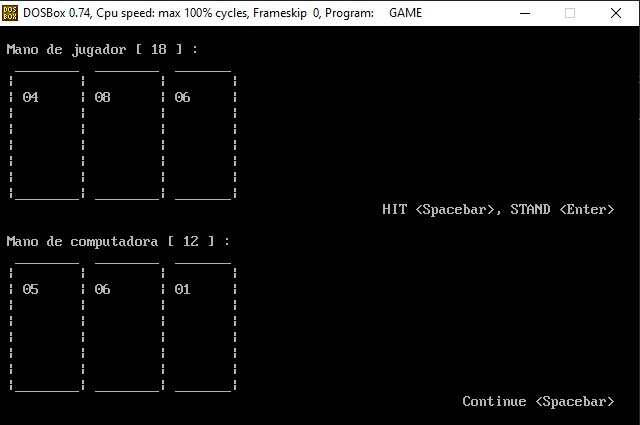 DOSBox 0.74, Cpu speed: max 100% cycles, Frameskip 0, Program: GAME
Mano de jugador [ 18 ] :
04 08 06
HIT <Spacebar>, STAND <Enter>
Mano de computadora [ 12 ] :
05 06 01
Continue <Spacebar>